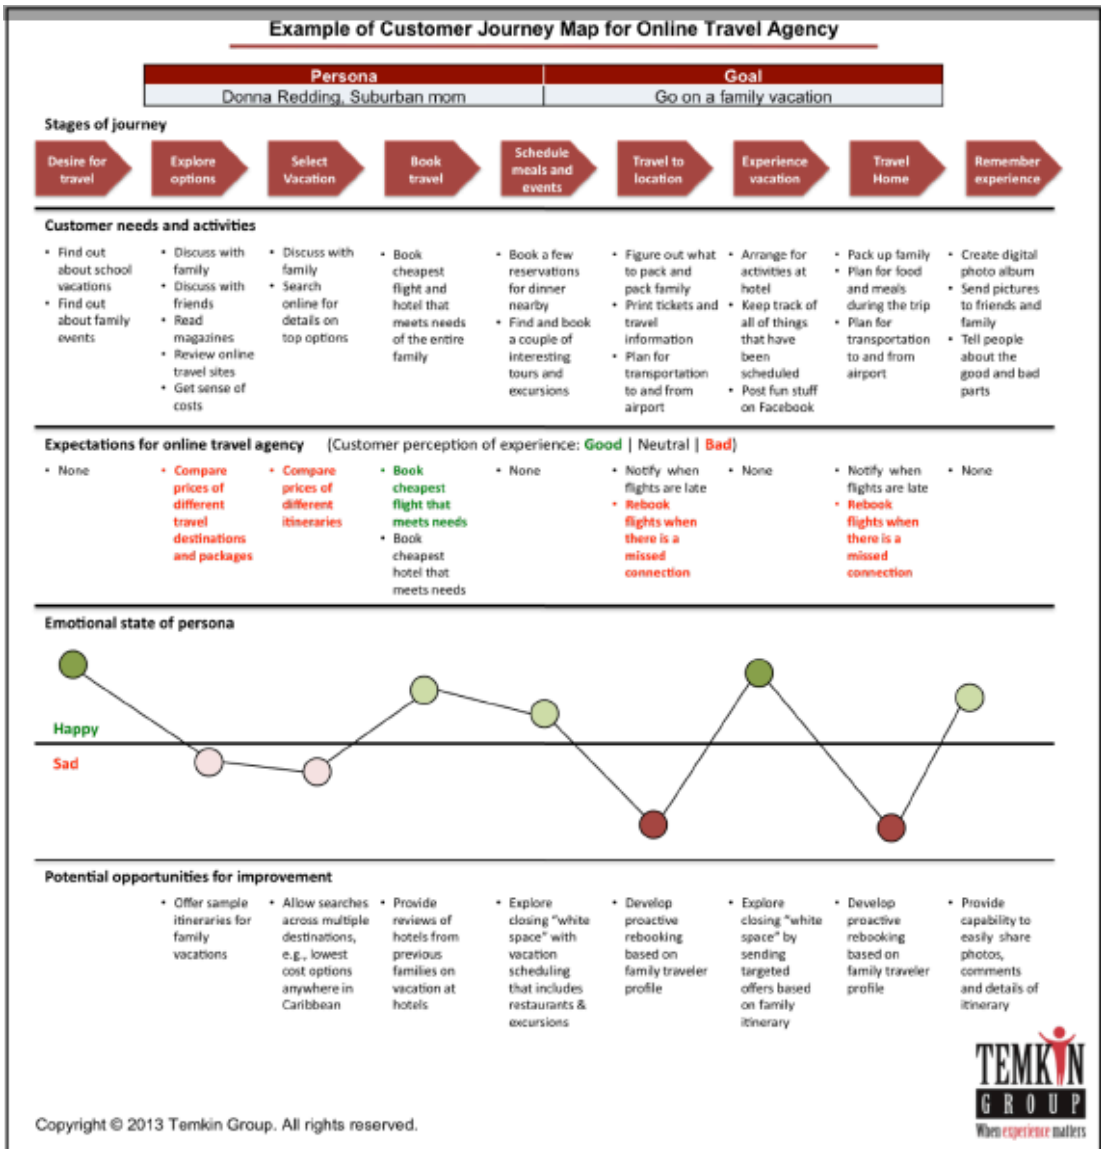 Example of Customer Journey Map for Online Travel Agency
Persona
Goal
Donna Redding, Suburban mom
Go on a family vacation
Stages of journey
Desire for
travel
Explore
options
Select
Vacation
Book
travel
Schedule
meals and
events
Travel to
location
Experience
vacation
Travel
Home
Remember
experience
Customer needs and activities
• Find out
about school
vacations
• Find out
about family
events
• Discuss with
family
• Discuss with
friends
• Read
magazines
• Review online
travel sites
• Get sense of
costs
• Discuss with
family
• Search
online for
details on
top options
• Book
cheapest
flight and
hotel that
meets needs
of the entire
family
• Book a few
reservations
for dinner
nearby
• Find and book
a couple of
interesting
tours and
excursions
• Figure out what
to pack and
pack family
• Print tickets and
travel
information
• Plan for
transportation
to and from
airport
• Arrange for
activities at
hotel
• Keep track of
all of things
that have
been
scheduled
• Post fun stuff
on Facebook
• Pack up family
• Plan for food
and meals
during the trip
• Plan for
transportation
to and from
airport
• Create digital
photo album
• Send pictures
to friends and
family
• Tell people
about the
good and bad
parts
Expectations for online travel agency (Customer perception of experience: Good | Neutral | Bad)
• None
• Compare
prices of
different
travel
destinations
and packages
• Compare
prices of
different
itineraries
• Book
cheapest
flight that
meets needs
• Book
cheapest
hotel that
meets needs
• None
• Notify when
flights are late
• Rebook
flights when
there is a
missed
connection
• None
• Notify when
flights are late
• Rebook
flights when
there is a
missed
connection
• None
Emotional state of persona
Happy
Sad
Potential opportunities for improvement
• Offer sample
itineraries for
family
vacations
• Allow searches
across multiple
destinations,
e.g., lowest
cost options
anywhere in
Caribbean
• Provide
reviews of
hotels from
previous
families on
vacation at
hotels
• Explore
closing "white
space" with
vacation
scheduling
that includes
restaurants &
excursions
• Develop
proactive
rebooking
based on
family traveler
profile
• Explore
closing "white
space" by
sending
targeted
offers based
on family
itinerary
• Develop
proactive
rebooking
based on
family traveler
profile
• Provide
capability to
easily share
photos,
comments
and details of
itinerary
TEMKIN
GROUP
When experience matters
Copyright © 2013 Temkin Group. All rights reserved.